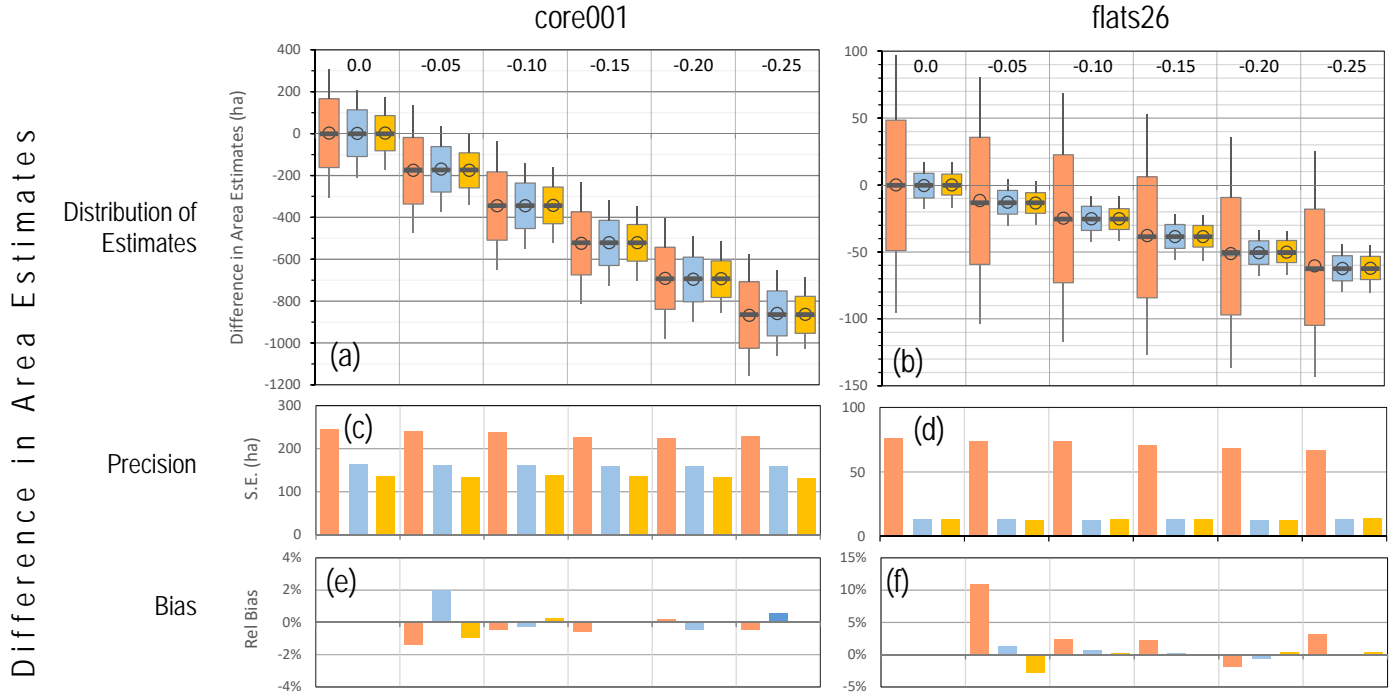 core001
flats26
Difference in Area Estimates
Distribution of
Estimates
Difference in Area Estimates (ha)
400
200
0
-200
-400
-600
-800
-1000
-1200
0.0 -0.05 -0.10 -0.15 -0.20 -0.25
(a)
100
50
0
-50
-100
-150
0.0 -0.05 -0.10 -0.15 -0.20 -0.25
(b)
Precision
S.E. (ha)
300
200
100
0
(c)
100
50
0
(d)
Bias
Rel Bias
4%
2%
0%
-2%
-4%
(e)
15%
10%
5%
0%
-5%
(f)